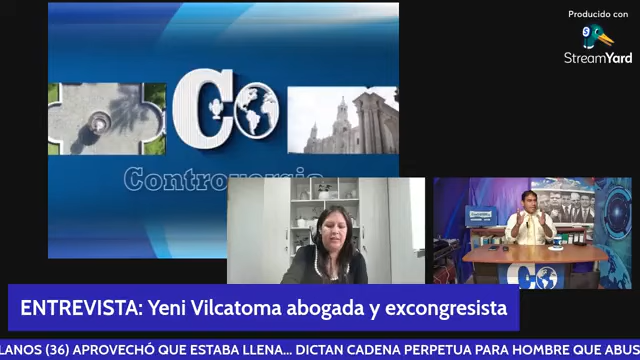 Producido con
StreamYard
CO
Controversia
ENTREVISTA: Yeni Vilcatoma abogada y excongresista
LANOS (36) APROVECHÓ QUE ESTABA LLENA... DICTAN CADENA PERPETUA PARA HOMBRE QUE ABUS